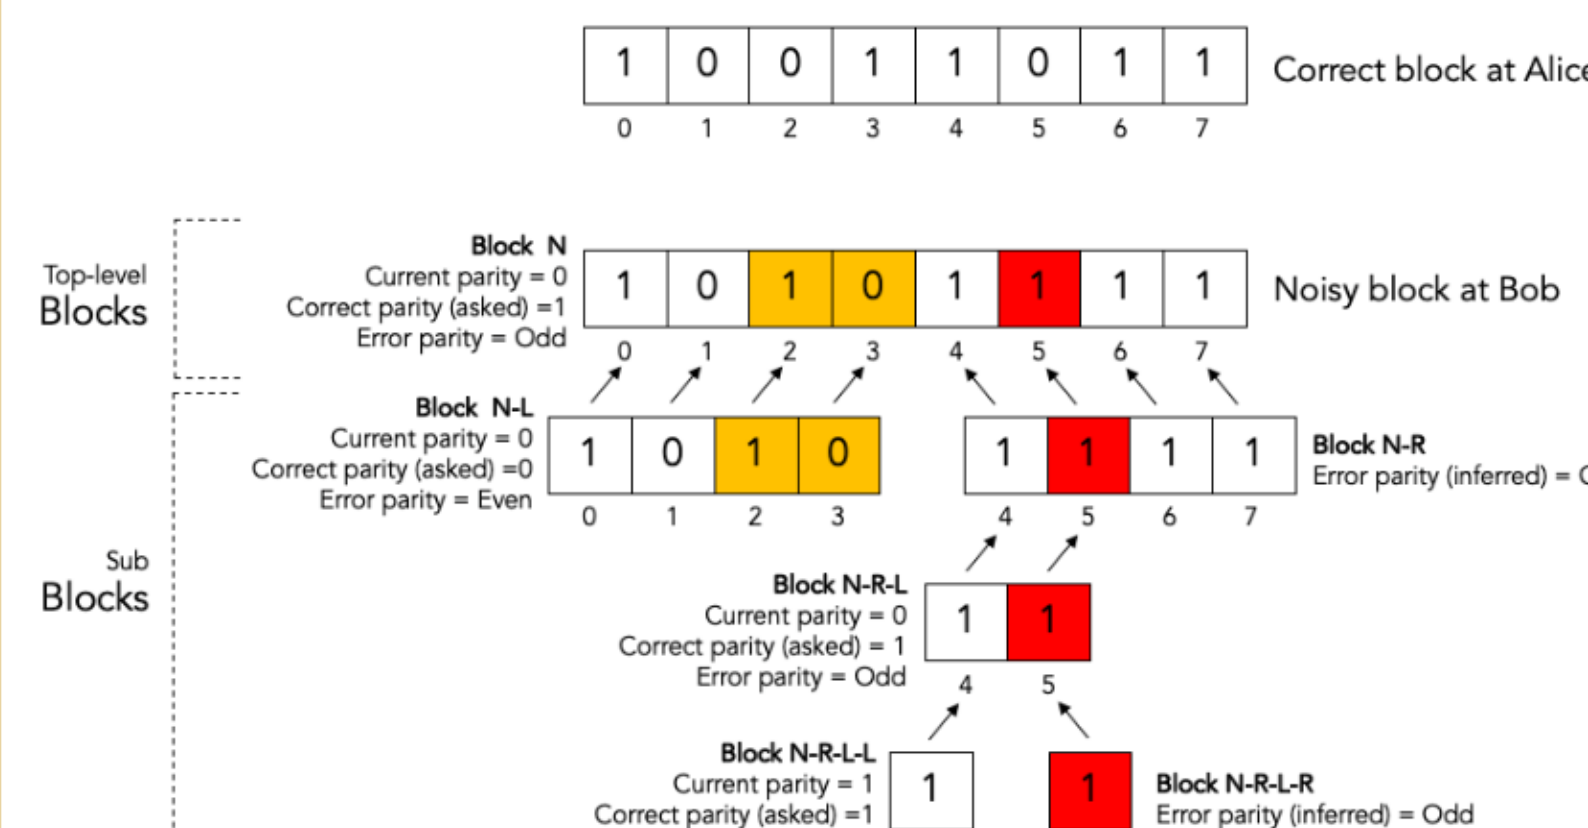 1 0 0 1 1 0 1 1
Correct block at Alice
0 1 2 3 4 5 6 7
Top-level
Blocks
Block N
Current parity = 0
Correct parity (asked) =1
Error parity = Odd
1 0 1 0 1 1 1 1
Noisy block at Bob
0 1 2 3 4 5 6 7
Block N-L
Current parity = 0
Correct parity (asked) =0
Error parity = Even
1 0 1 0
0 1 2 3
1 1 1 1
4 5 6 7
Block N-R
Error parity (inferred) =
Sub
Blocks
Block N-R-L
Current parity = 0
Correct parity (asked) = 1
Error parity = Odd
1 1
4 5
Block N-R-L-L
Current parity = 1
Correct parity (asked) =1
1
1
Block N-R-L-R
Error parity (inferred) = Odd